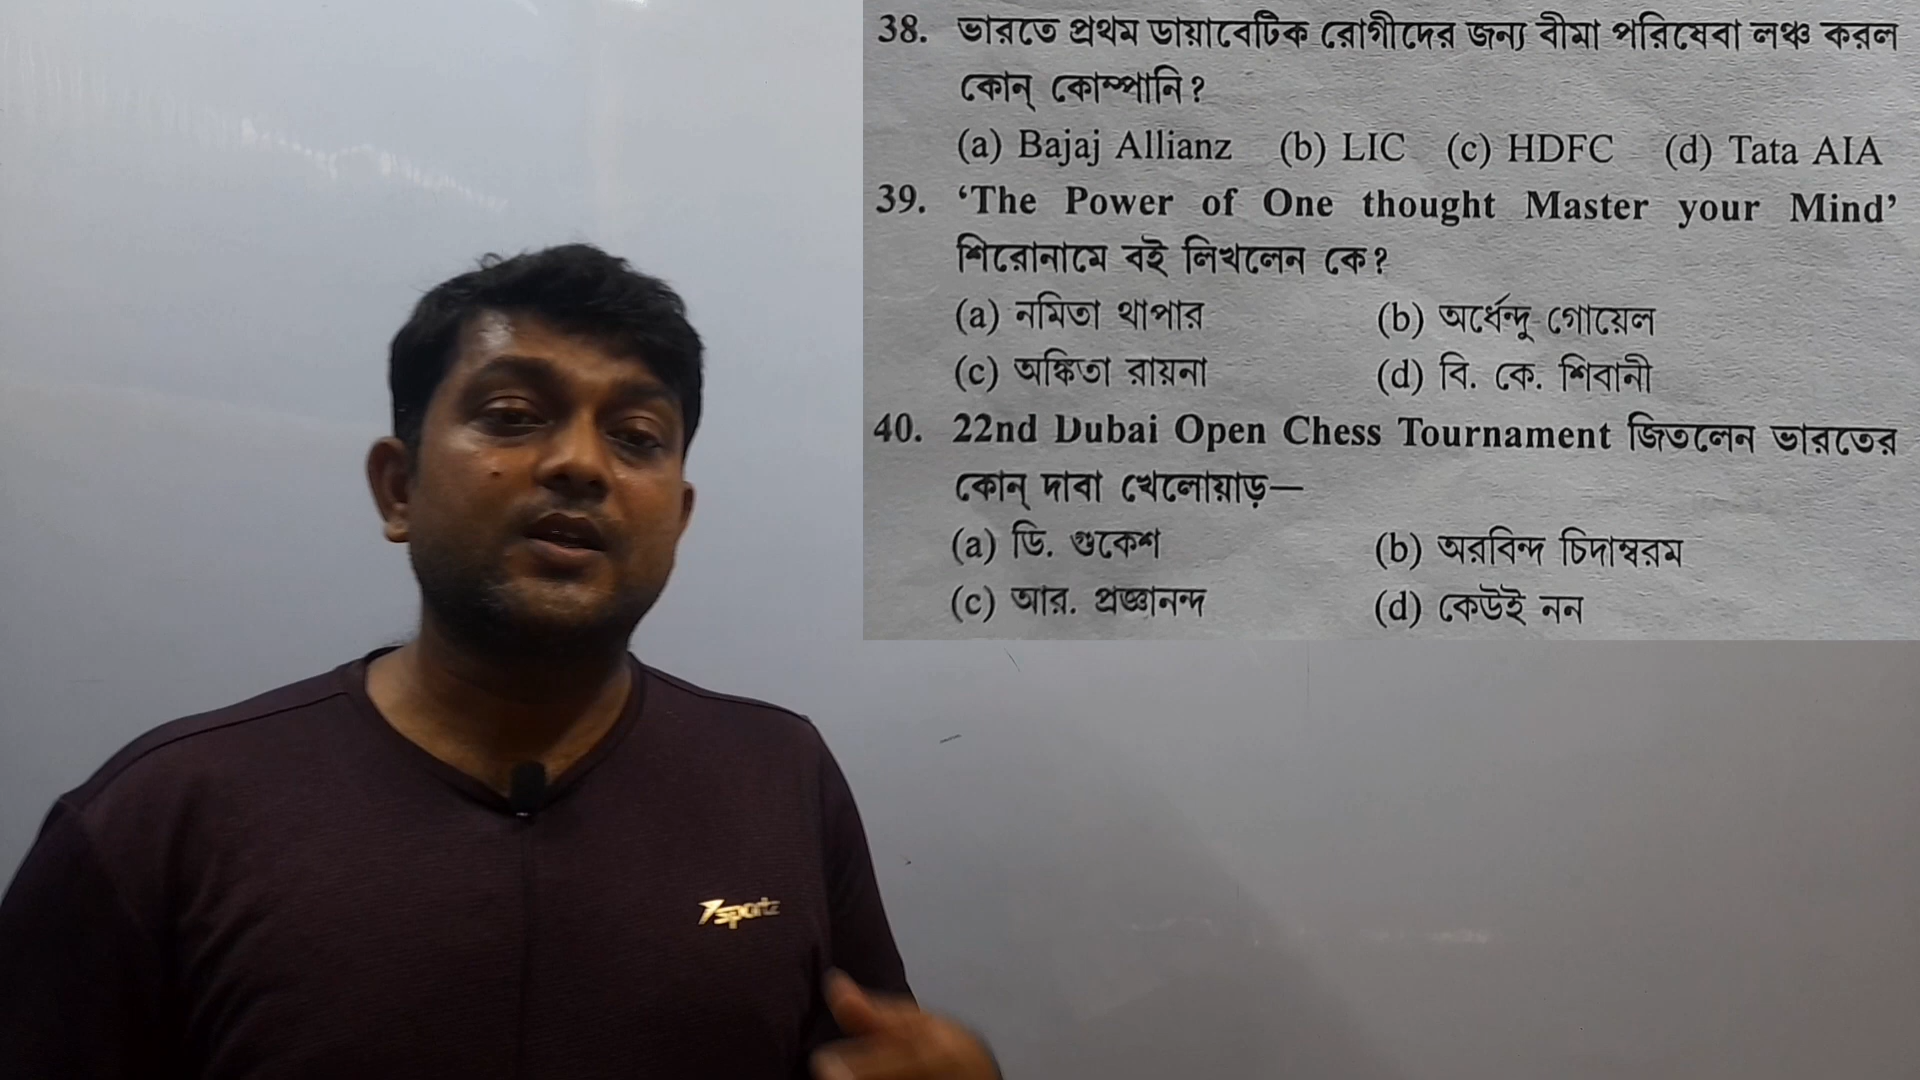 38. ভারতে প্রথম ডায়াবেটিক রোগীদের জন্য বীমা পরিষেবা লঞ্চ করল
কোন্ কোম্পানি?
(a) Bajaj Allianz (b) LIC (c) HDFC (d) Tata AIA
39. ‘The Power of One thought Master your Mind’
শিরোনামে বই লিখলেন কে?
(a) নমিতা থাপার (b) অর্ধেন্দু গোয়েল
(c) অঙ্কিতা রায়না (d) বি. কে. শিবানী
40. 22nd Dubai Open Chess Tournament জিতলেন ভারতের
কোন্ দাবা খেলোয়াড়—
(a) ডি. গুকেশ (b) অরবিন্দ চিদাম্বরম
(c) আর. প্রজ্ঞানন্দ (d) কেউই নন
7sportz